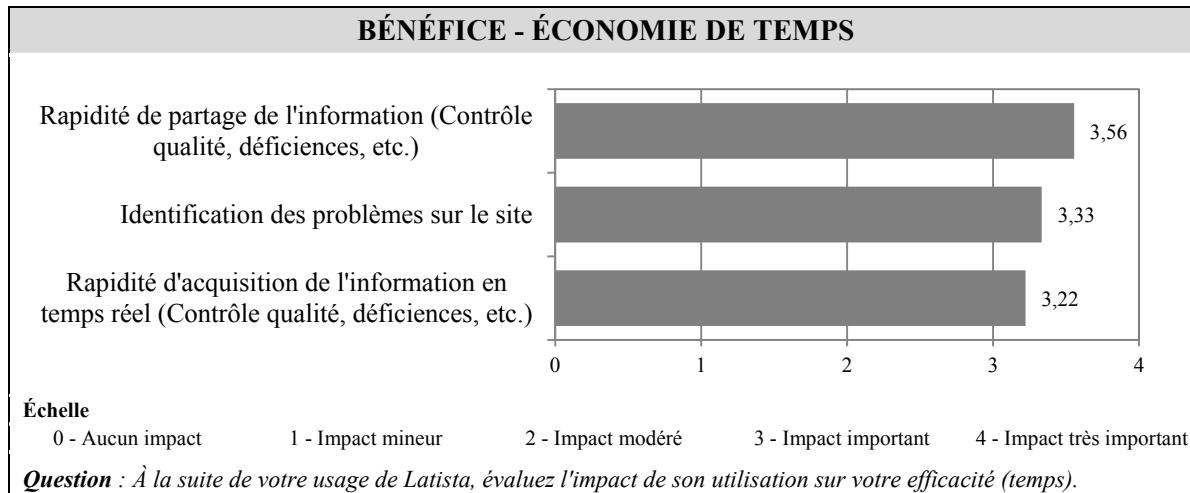 BÉNÉFICE - ÉCONOMIE DE TEMPS
Rapidité de partage de l'information (Contrôle
qualité, déficiences, etc.)
3,56
Identification des problèmes sur le site
3,33
Rapidité d'acquisition de l'information en
temps réel (Contrôle qualité, déficiences, etc.)
3,22
0 1 2 3 4
Échelle
0 - Aucun impact 1 - Impact mineur 2 - Impact modéré 3 - Impact important 4 - Impact très important
Question : À la suite de votre usage de Latista, évaluez l'impact de son utilisation sur votre efficacité (temps).